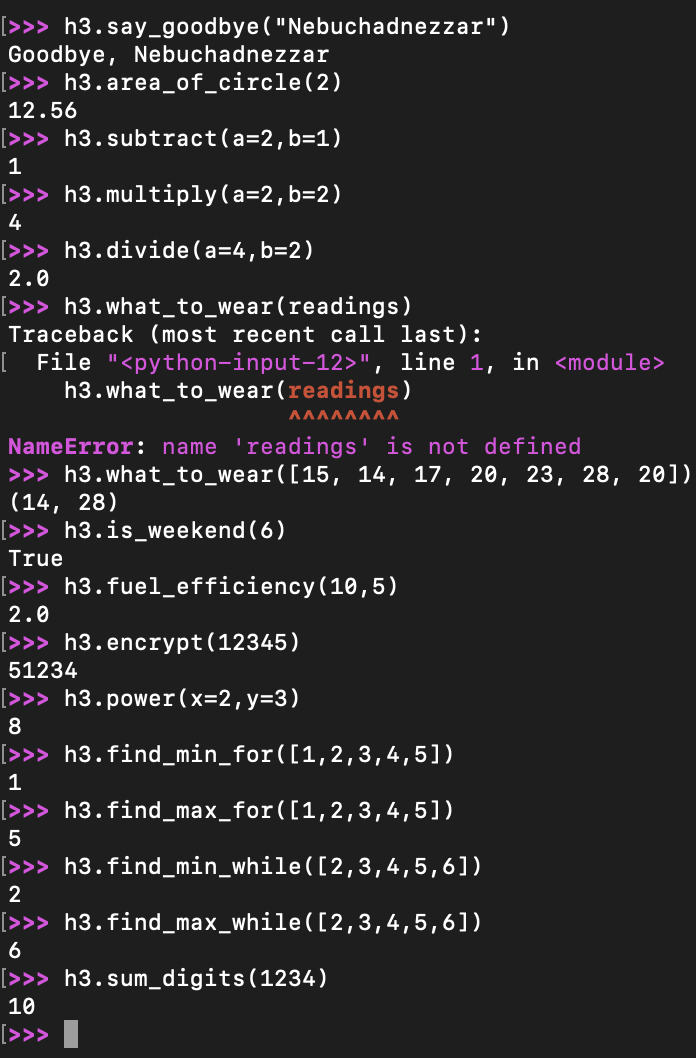 [>>> h3.say_goodbye("Nebuchadnezzar")
Goodbye, Nebuchadnezzar
[>>> h3.area_of_circle(2)
12.56
[>>> h3.subtract(a=2,b=1)
1
[>>> h3.multiply(a=2,b=2)
4
[>>> h3.divide(a=4,b=2)
2.0
[>>> h3.what_to_wear(readings)
Traceback (most recent call last):
[  File "<python-input-12>", line 1, in <module>
    h3.what_to_wear(readings)
                    ^^^^^^^^
NameError: name 'readings' is not defined
>>> h3.what_to_wear([15, 14, 17, 20, 23, 28, 20])
(14, 28)
[>>> h3.is_weekend(6)
True
[>>> h3.fuel_efficiency(10,5)
2.0
[>>> h3.encrypt(12345)
51234
[>>> h3.power(x=2,y=3)
8
[>>> h3.find_min_for([1,2,3,4,5])
1
[>>> h3.find_max_for([1,2,3,4,5])
5
[>>> h3.find_min_while([2,3,4,5,6])
2
[>>> h3.find_max_while([2,3,4,5,6])
6
[>>> h3.sum_digits(1234)
10
[>>>